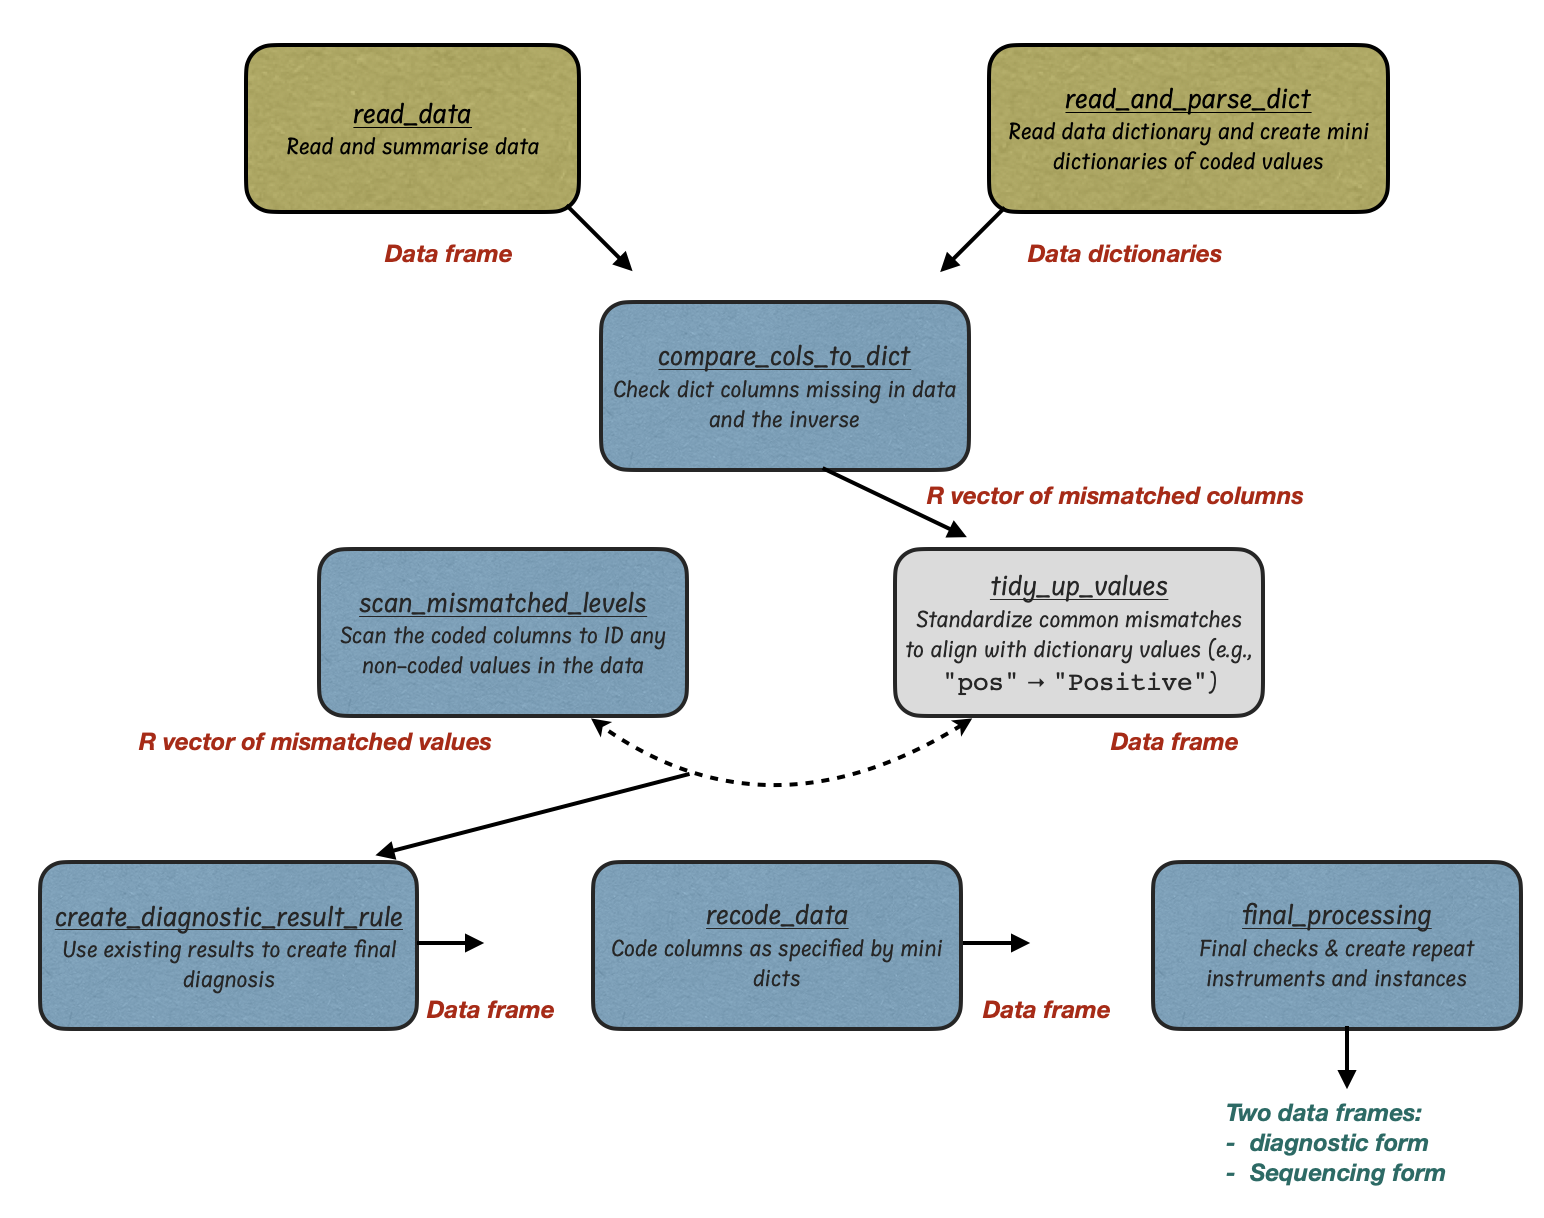 read_data
Read and summarise data
read_and_parse_dict
Read data dictionary and create mini
dictionaries of coded values
Data frame
Data dictionaries
compare_cols_to_dict
Check dict columns missing in data
and the inverse
R vector of mismatched columns
scan_mismatched_levels
Scan the coded columns to ID any
non-coded values in the data
tidy_up_values
Standardize common mismatches
to align with dictionary values (e.g.,
"pos" → "Positive")
R vector of mismatched values
Data frame
create_diagnostic_result_rule
Use existing results to create final
diagnosis
Data frame
recode_data
Code columns as specified by mini
dicts
Data frame
final_processing
Final checks & create repeat
instruments and instances
Two data frames:
- diagnostic form
- Sequencing form